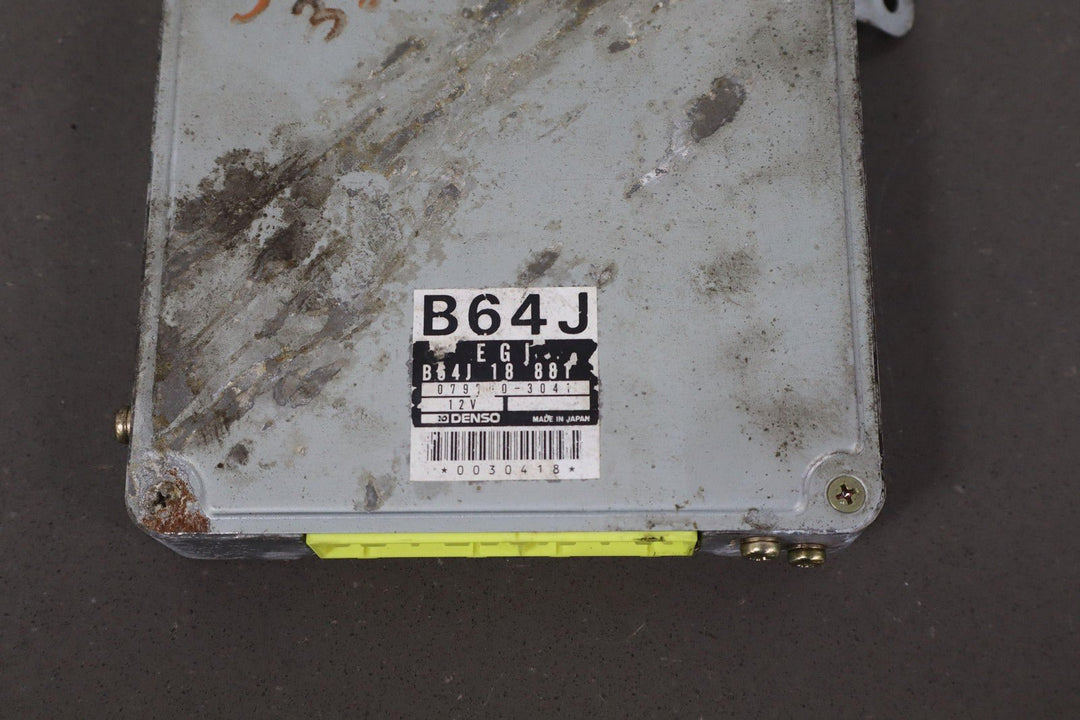 B64J
EGI
B64J 18 881
12V
DENSO MADE IN JAPAN
*0030418*